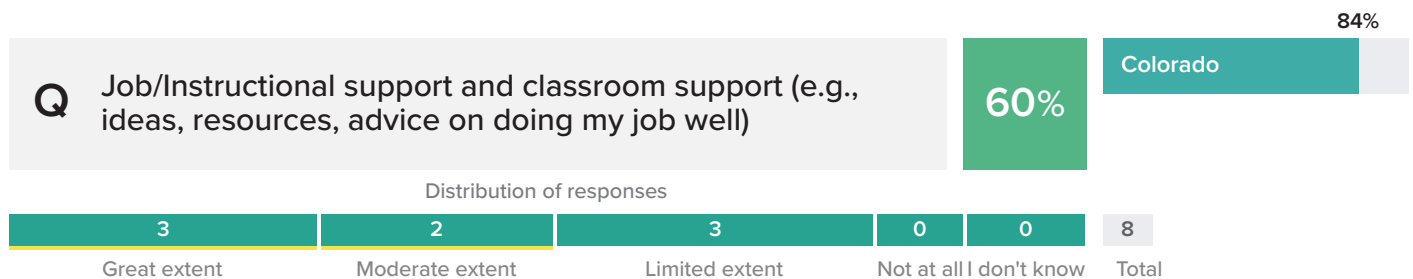 84%
Q
Job/Instructional support and classroom support (e.g.,
ideas, resources, advice on doing my job well)
60%
Colorado
Distribution of responses
3 2 3 0 0 8
Great extent Moderate extent Limited extent Not at all I don't know Total